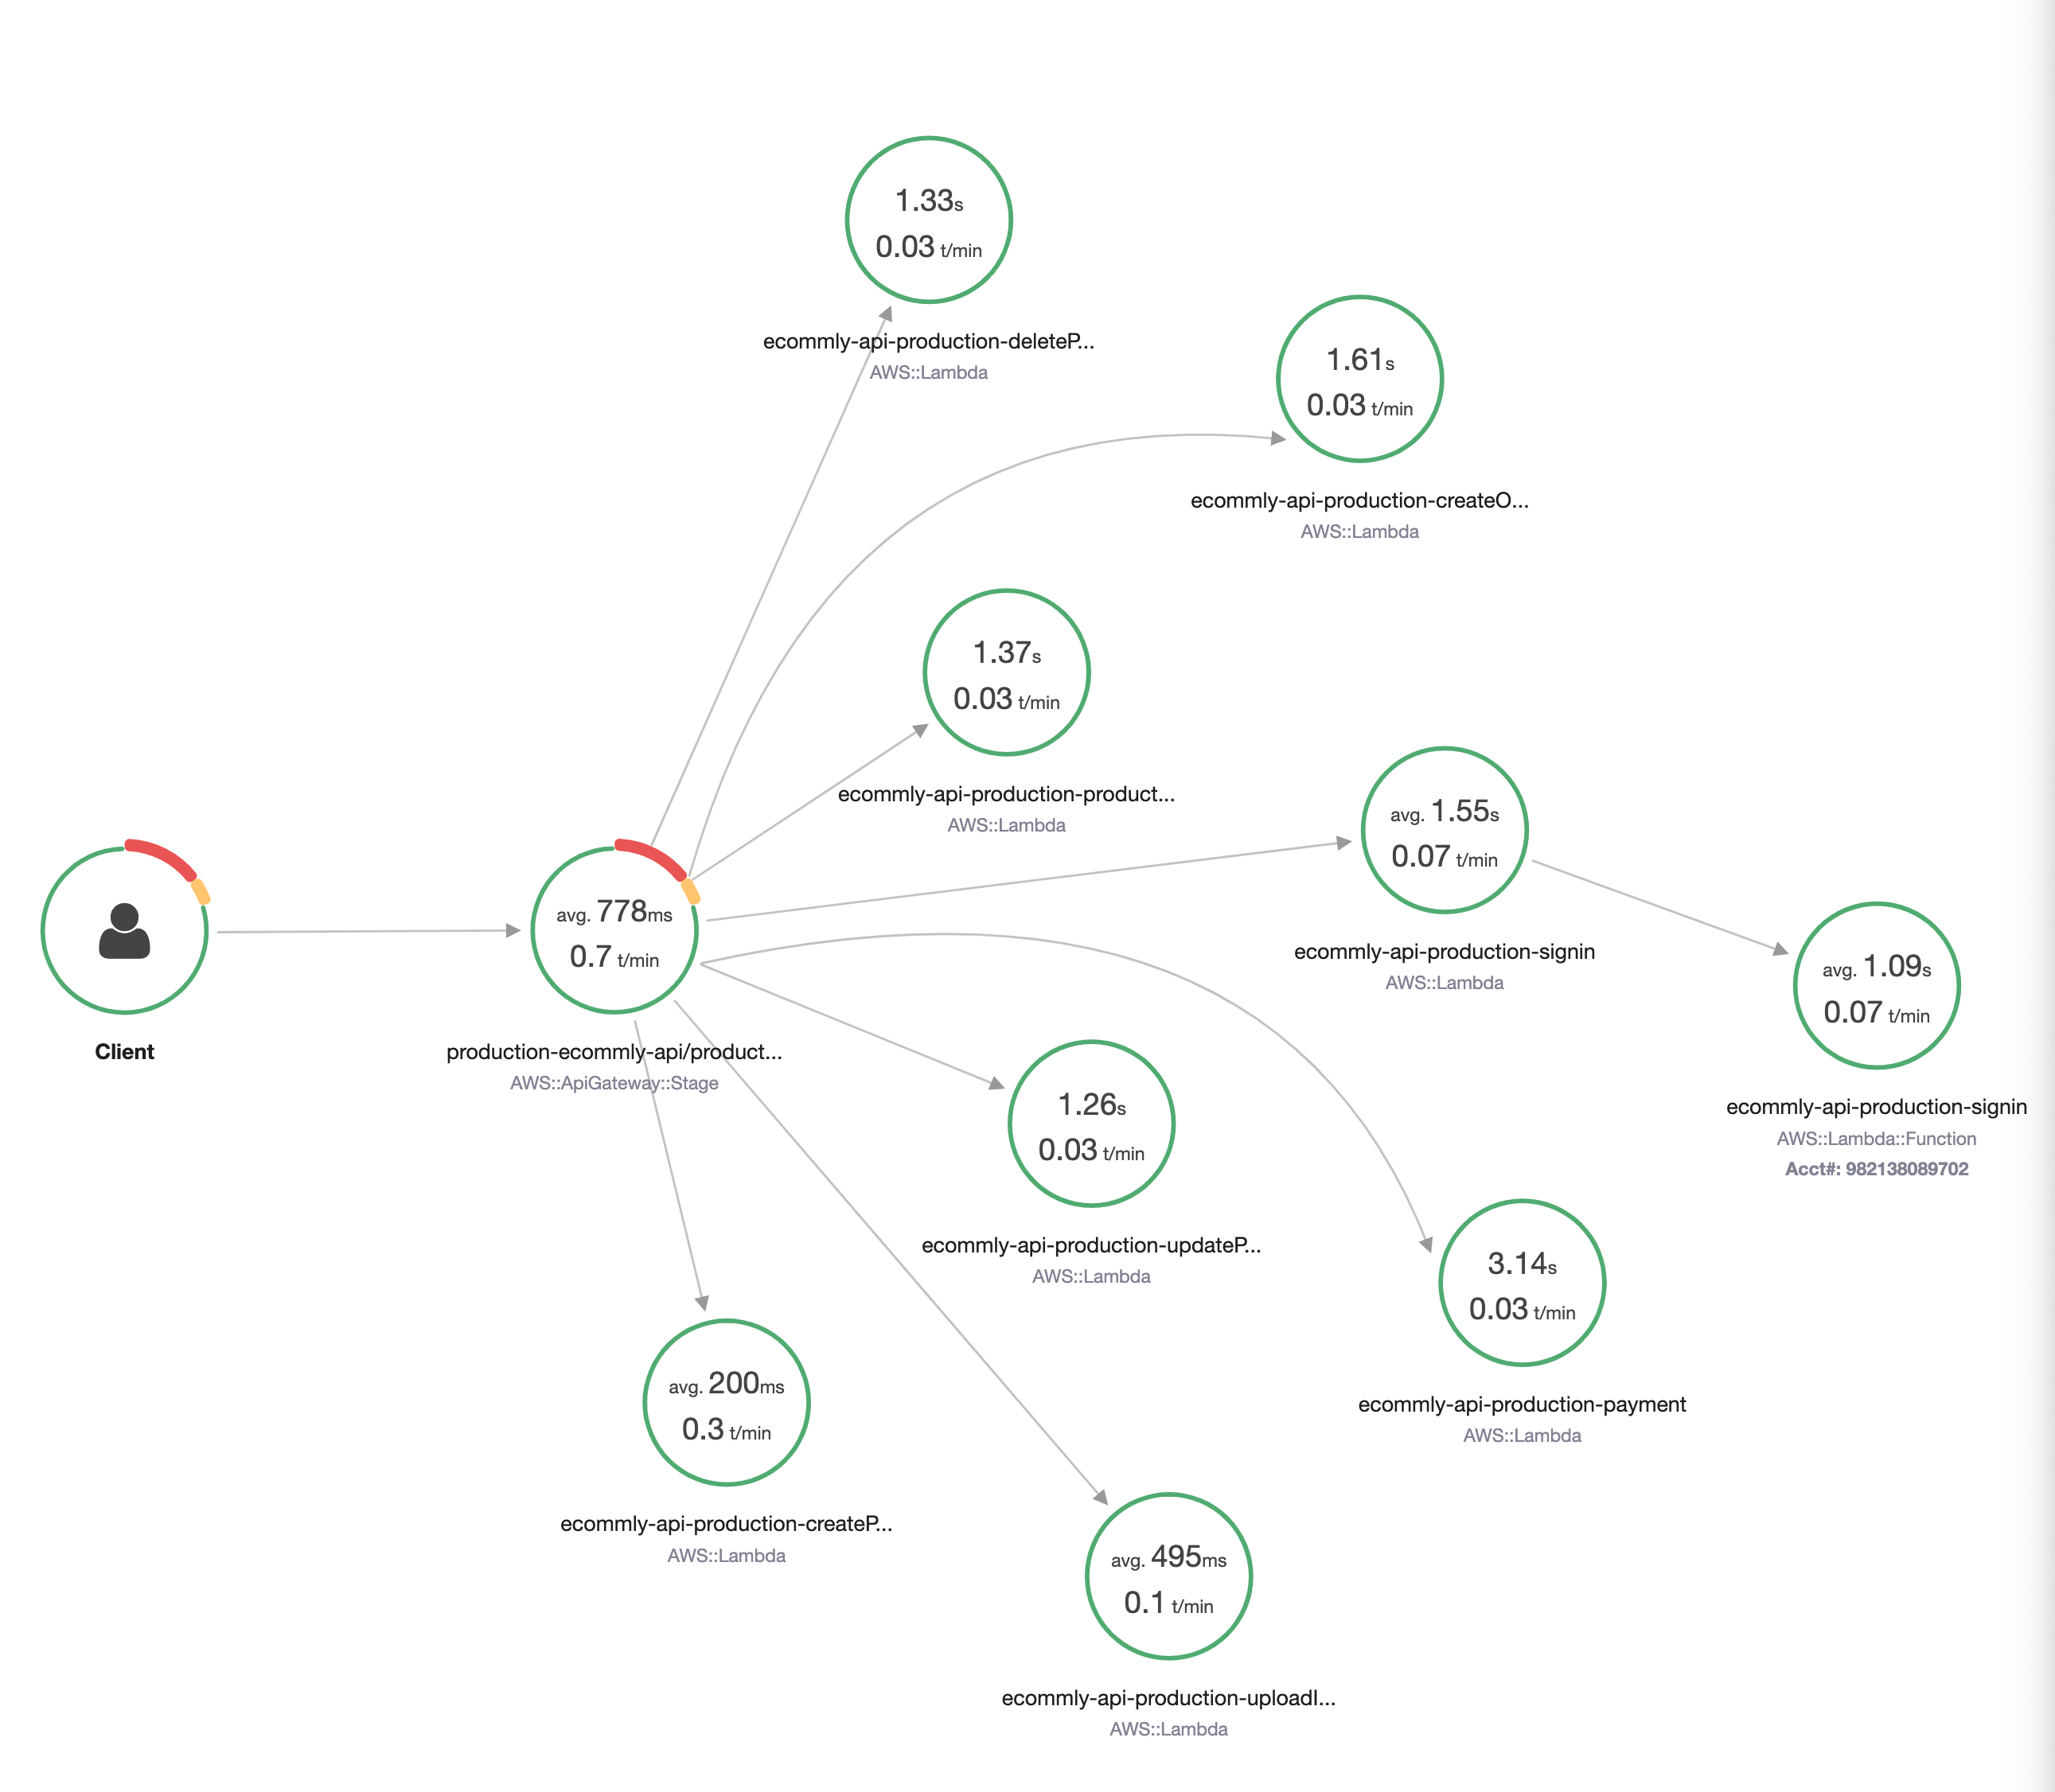 1.33s
0.03 t/min
ecommly-api-production-deleteP...
AWS::Lambda
1.61s
0.03 t/min
ecommly-api-production-createO...
AWS::Lambda
1.37s
0.03 t/min
ecommly-api-production-product...
AWS::Lambda
avg. 1.55s
0.07 t/min
ecommly-api-production-signin
AWS::Lambda
Client
avg. 778ms
0.7 t/min
production-ecommly-api/product...
AWS::ApiGateway::Stage
avg. 1.09s
0.07 t/min
ecommly-api-production-signin
AWS::Lambda::Function
Acct#: 982138089702
1.26s
0.03 t/min
ecommly-api-production-updateP...
AWS::Lambda
3.14s
0.03 t/min
ecommly-api-production-payment
AWS::Lambda
avg. 200ms
0.3 t/min
ecommly-api-production-createP...
AWS::Lambda
avg. 495ms
0.1 t/min
ecommly-api-production-uploadI...
AWS::Lambda